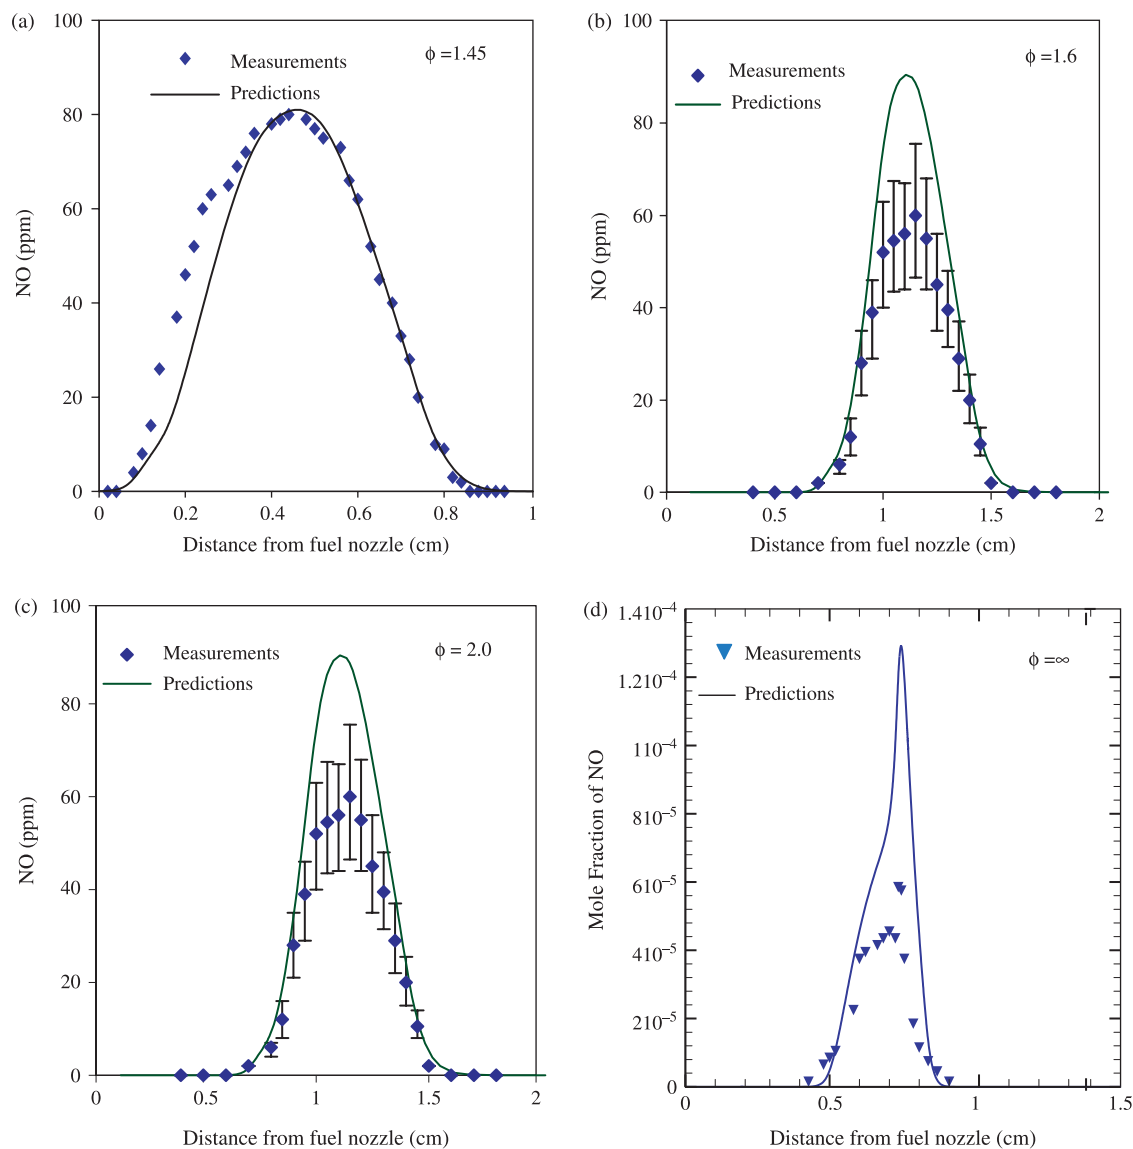 (a)
100
80
60
40
20
0
NO (ppm)
Measurements
Predictions
ϕ =1.45
0 0.2 0.4 0.6 0.8 1
Distance from fuel nozzle (cm)
(b)
100
80
60
40
20
0
NO (ppm)
Measurements
Predictions
ϕ =1.6
0 0.5 1 1.5 2
Distance from fuel nozzle (cm)
(c)
100
80
60
40
20
0
NO (ppm)
Measurements
Predictions
ϕ = 2.0
0 0.5 1 1.5 2
Distance from fuel nozzle (cm)
(d)
1.410⁻⁴
1.210⁻⁴
110⁻⁴
810⁻⁵
610⁻⁵
410⁻⁵
210⁻⁵
0
Mole Fraction of NO
Measurements
Predictions
ϕ =∞
0 0.5 1 1.5
Distance from fuel nozzle (cm)